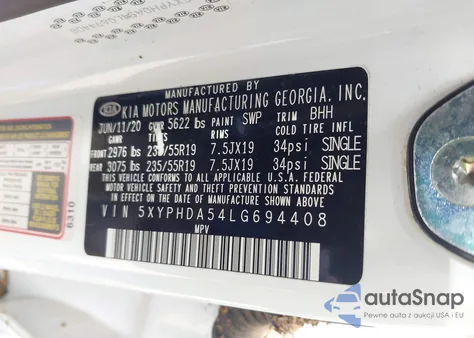 MANUFACTURED BY
KIA KIA MOTORS MANUFACTURING GEORGIA, INC.
JUN/11/20 GVWR 5622 lbs PAINT SWP TRIM BHH
GAWR TIRES RIMS COLD TIRE INFL
FRONT 2976 lbs 235/55R19 7.5JX19 34psi SINGLE
REAR 3075 lbs 235/55R19 7.5JX19 34psi SINGLE
THIS VEHICLE CONFORMS TO ALL APPLICABLE U.S.A. FEDERAL
MOTOR VEHICLE SAFETY, BUMPER, AND THEFT PREVENTION
STANDARDS IN EFFECT ON THE DATE OF MANUFACTURE SHOWN ABOVE.
VIN 5XYPHDA54LG694408
MPV
6310
autoSnap
Pewne auta z aukcji USA i EU